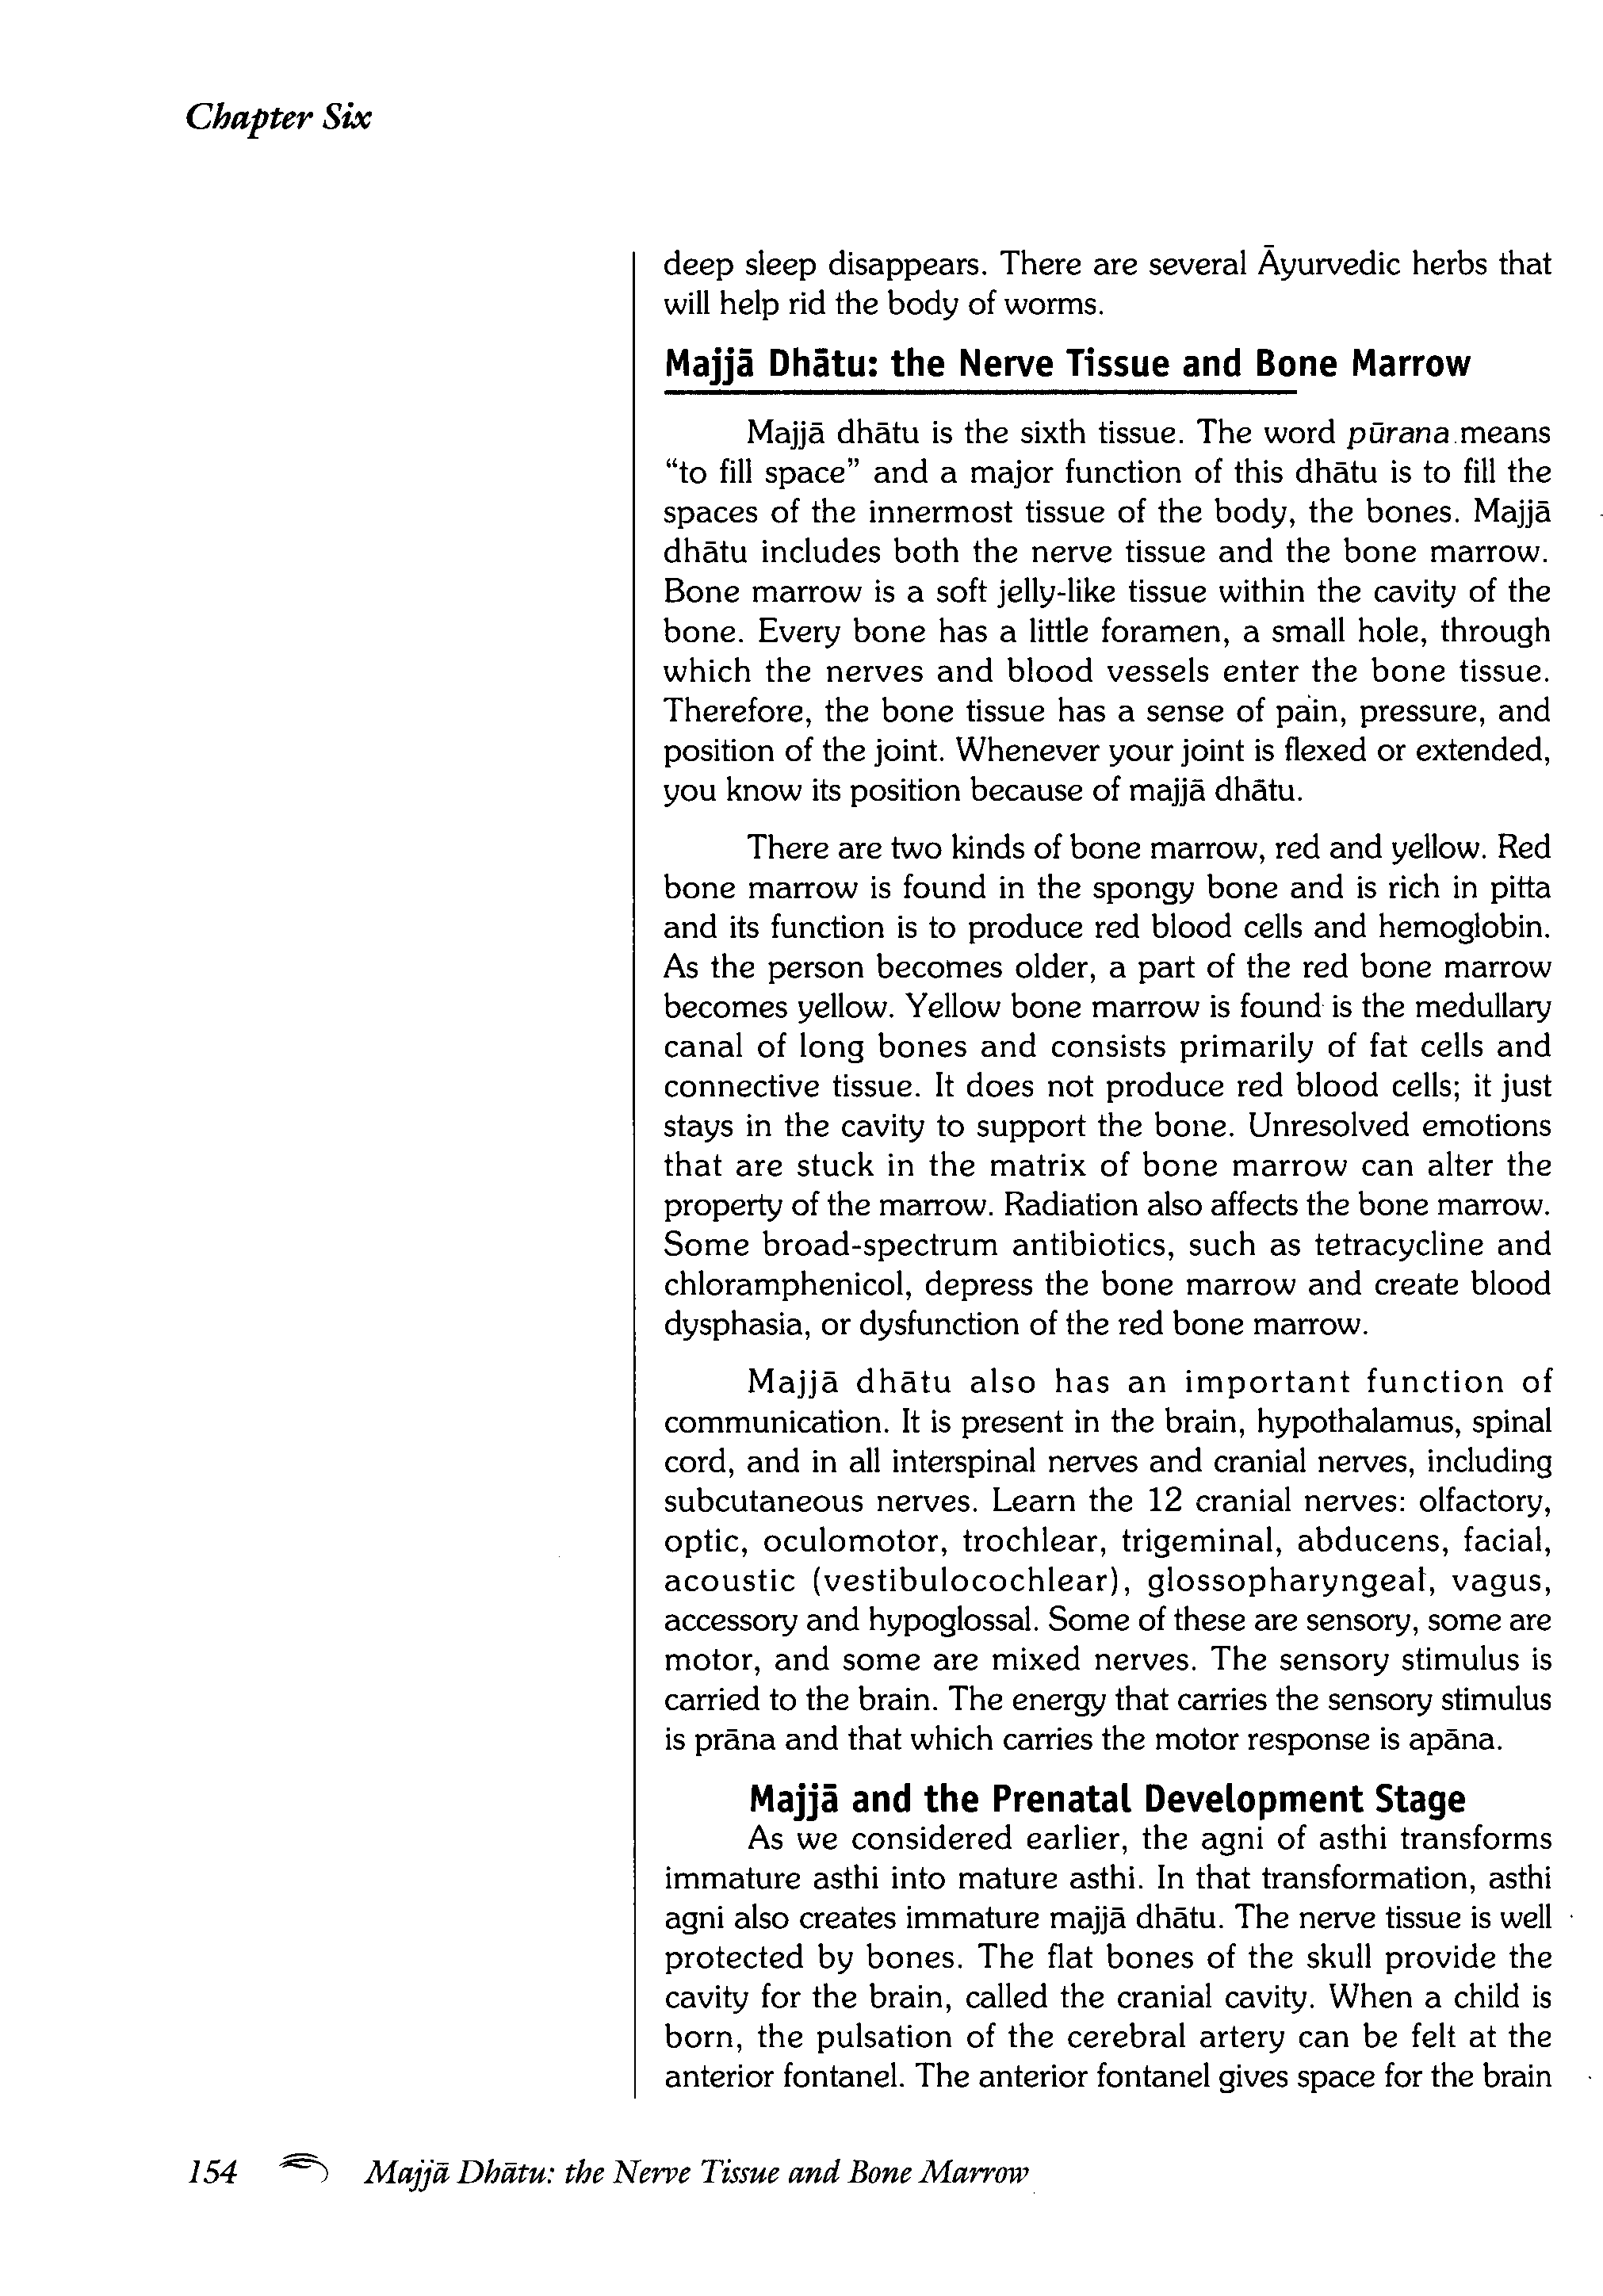 Chapter Six
deep sleep disappears. There are several Āyurvedic herbs that
will help rid the body of worms.
Majjā Dhātu: the Nerve Tissue and Bone Marrow
Majjā dhātu is the sixth tissue. The word pūrana means
“to fill space” and a major function of this dhātu is to fill the
spaces of the innermost tissue of the body, the bones. Majjā
dhātu includes both the nerve tissue and the bone marrow.
Bone marrow is a soft jelly-like tissue within the cavity of the
bone. Every bone has a little foramen, a small hole, through
which the nerves and blood vessels enter the bone tissue.
Therefore, the bone tissue has a sense of pain, pressure, and
position of the joint. Whenever your joint is flexed or extended,
you know its position because of majjā dhātu.
There are two kinds of bone marrow, red and yellow. Red
bone marrow is found in the spongy bone and is rich in pitta
and its function is to produce red blood cells and hemoglobin.
As the person becomes older, a part of the red bone marrow
becomes yellow. Yellow bone marrow is found is the medullary
canal of long bones and consists primarily of fat cells and
connective tissue. It does not produce red blood cells; it just
stays in the cavity to support the bone. Unresolved emotions
that are stuck in the matrix of bone marrow can alter the
property of the marrow. Radiation also affects the bone marrow.
Some broad-spectrum antibiotics, such as tetracycline and
chloramphenicol, depress the bone marrow and create blood
dysphasia, or dysfunction of the red bone marrow.
Majjā dhātu also has an important function of
communication. It is present in the brain, hypothalamus, spinal
cord, and in all interspinal nerves and cranial nerves, including
subcutaneous nerves. Learn the 12 cranial nerves: olfactory,
optic, oculomotor, trochlear, trigeminal, abducens, facial,
acoustic (vestibulocochlear), glossopharyngeal, vagus,
accessory and hypoglossal. Some of these are sensory, some are
motor, and some are mixed nerves. The sensory stimulus is
carried to the brain. The energy that carries the sensory stimulus
is prāna and that which carries the motor response is apāna.
Majjā and the Prenatal Development Stage
As we considered earlier, the agni of asthi transforms
immature asthi into mature asthi. In that transformation, asthi
agni also creates immature majjā dhātu. The nerve tissue is well
protected by bones. The flat bones of the skull provide the
cavity for the brain, called the cranial cavity. When a child is
born, the pulsation of the cerebral artery can be felt at the
anterior fontanel. The anterior fontanel gives space for the brain
154 Majjā Dhātu: the Nerve Tissue and Bone Marrow